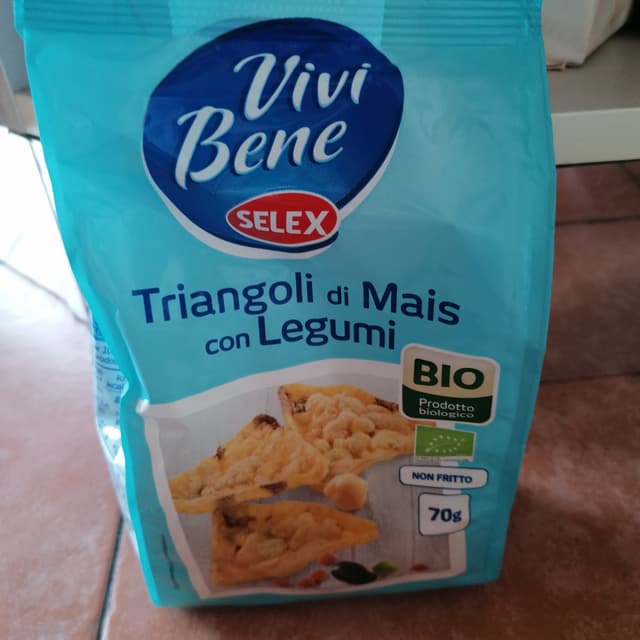 Vivi
Bene
SELEX
Triangoli di Mais
con Legumi
BIO
Prodotto
biologico
NON FRITTO
70g